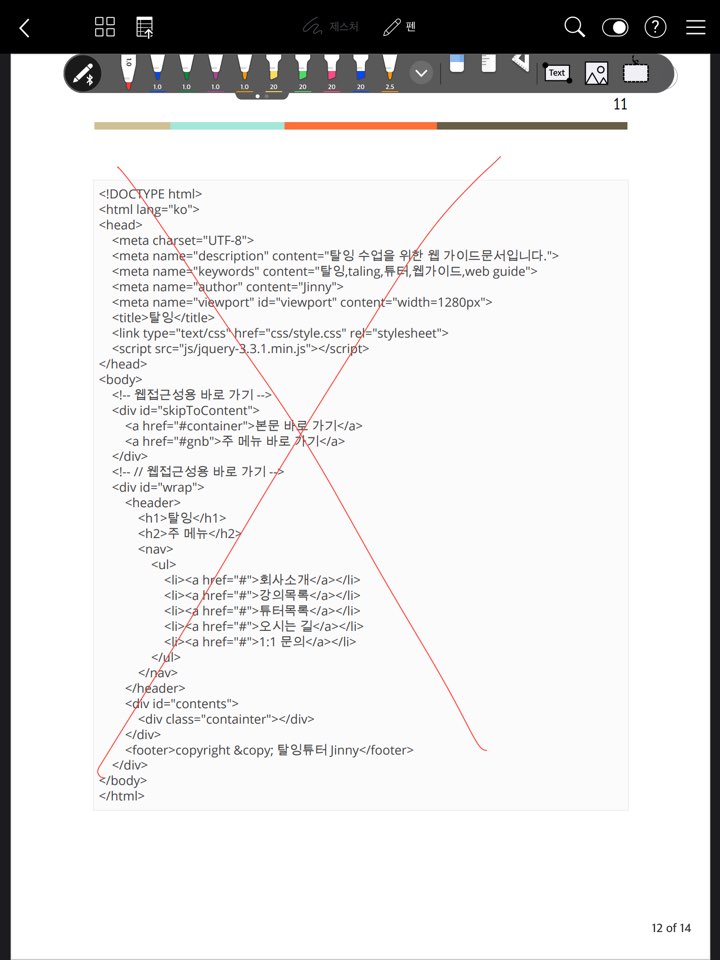 제스처
펜
1.0
1.0 1.0 1.0 1.0 20 20 20 20 2.5
Text
11
<!DOCTYPE html>
<html lang="ko">
<head>
<meta charset="UTF-8">
<meta name="description" content="탈잉 수업을 위한 웹 가이드문서입니다.">
<meta name="keywords" content="탈잉,taling,튜터,웹가이드,web guide">
<meta name="author" content="Jinny">
<meta name="viewport" id="viewport" content="width=1280px">
<title>탈잉</title>
<link type="text/css" href="css/style.css" rel="stylesheet">
<script src="js/jquery-3.3.1.min.js"></script>
</head>
<body>
<!-- 웹접근성용 바로 가기 -->
<div id="skipToContent">
<a href="#container">본문 바로 가기</a>
<a href="#gnb">주 메뉴 바로 가기</a>
</div>
<!-- // 웹접근성용 바로 가기 -->
<div id="wrap">
<header>
<h1>탈잉</h1>
<h2>주 메뉴</h2>
<nav>
<ul>
<li><a href="#">회사소개</a></li>
<li><a href="#">강의목록</a></li>
<li><a href="#">튜터목록</a></li>
<li><a href="#">오시는 길</a></li>
<li><a href="#">1:1 문의</a></li>
</ul>
</nav>
</header>
<div id="contents">
<div class="containter"></div>
</div>
<footer>copyright &copy; 탈잉튜터 Jinny</footer>
</div>
</body>
</html>
12 of 14